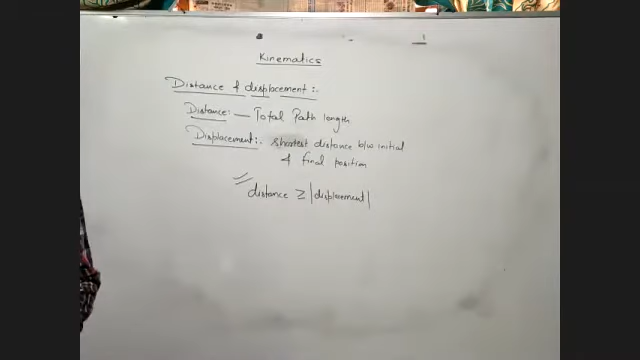 Kinematics
Distance & displacement :-
Distance :- Total Path length
Displacement :- shortest distance b/w initial
& final position
distance ≥ |displacement|